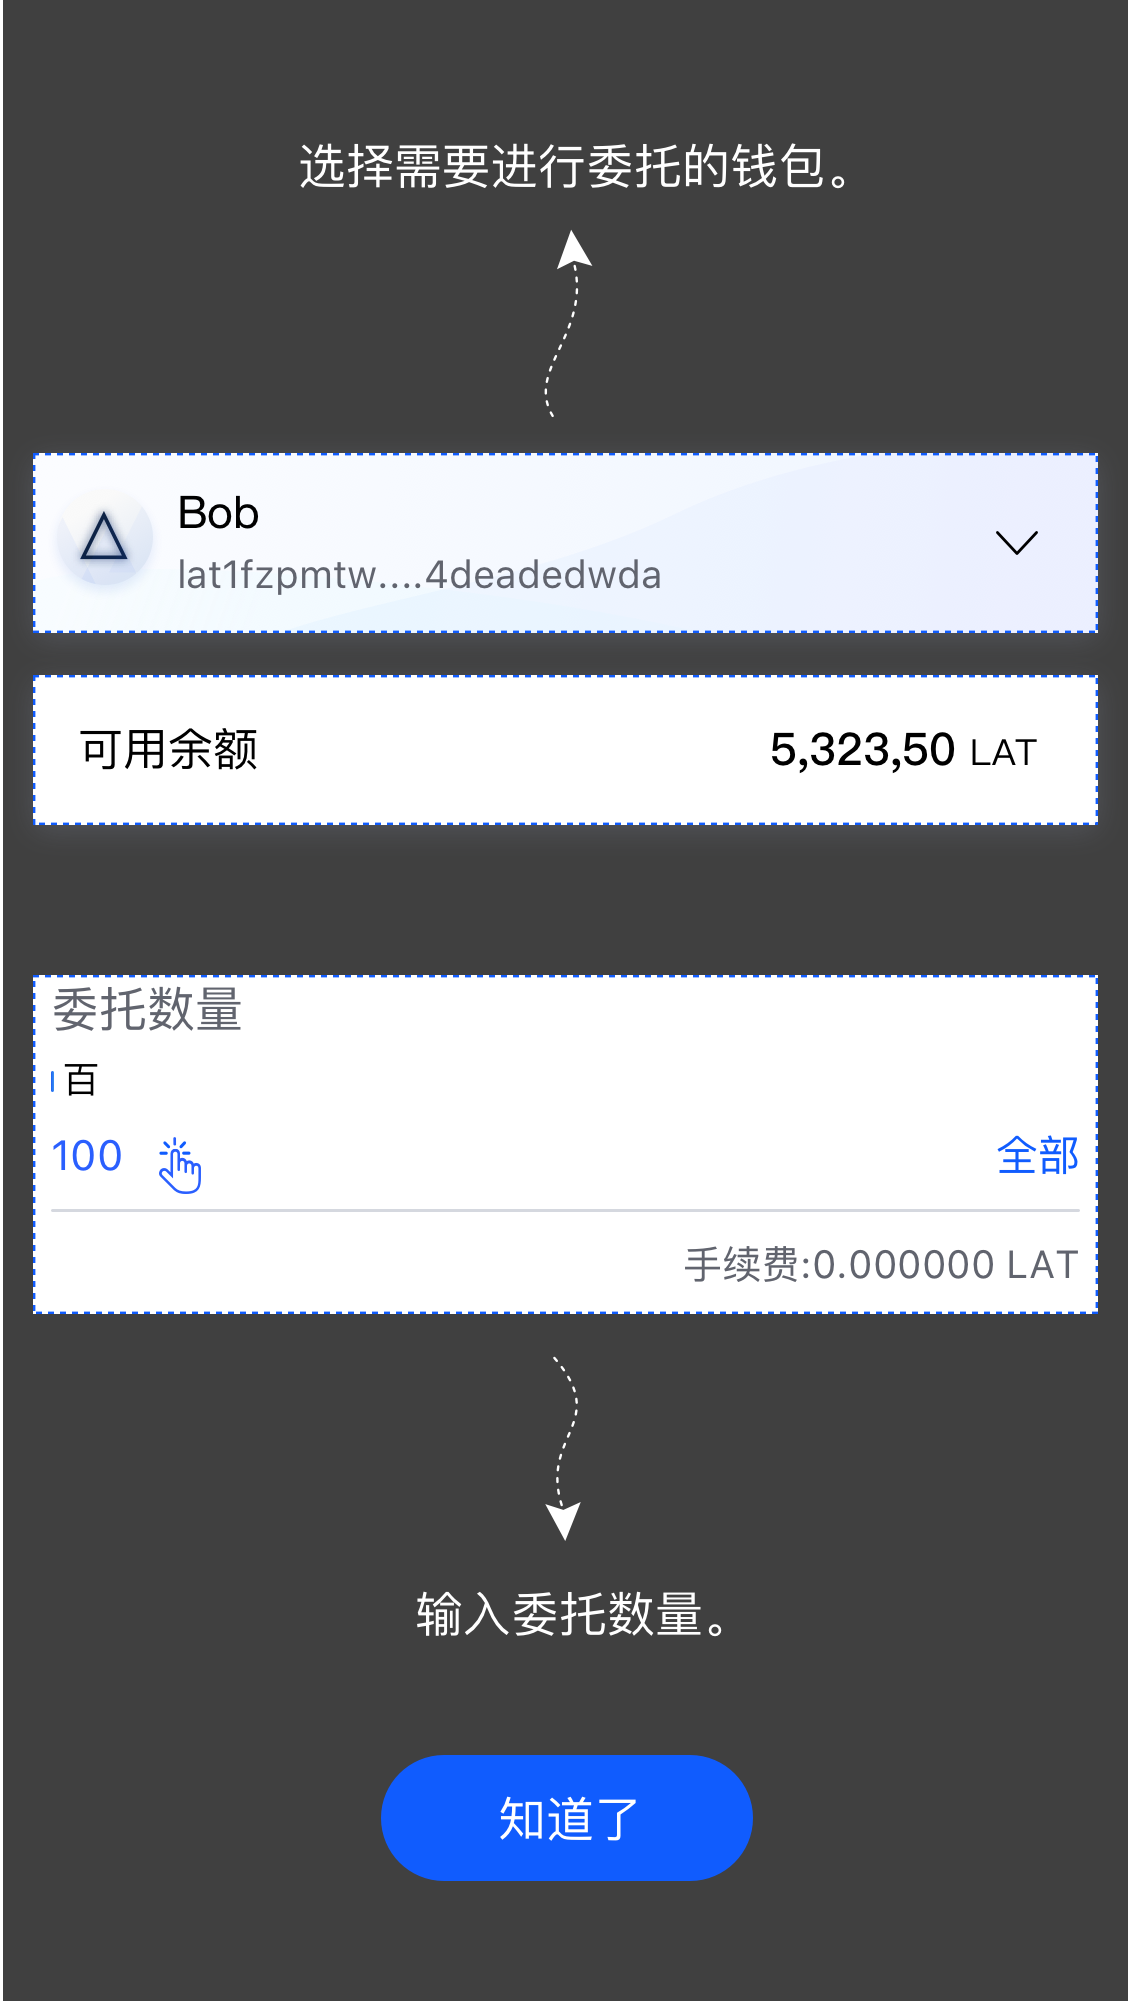 选择需要进行委托的钱包。
Bob
lat1fzpmtw....4deadedwda
可用余额 5,323,50 LAT
委托数量
百
100 全部
手续费:0.000000 LAT
输入委托数量。
知道了